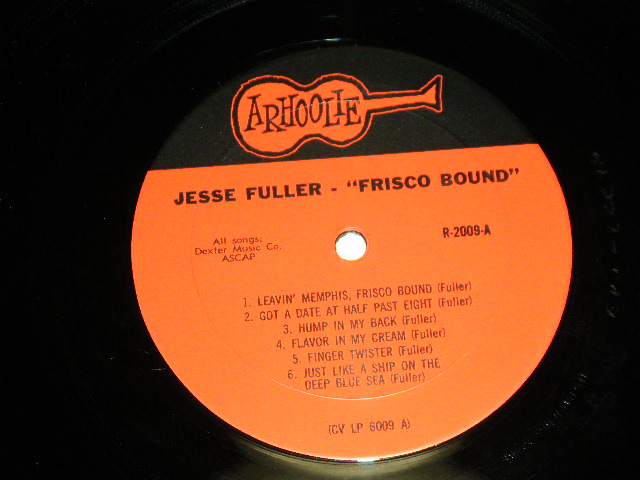 ARHOOLIE
JESSE FULLER - "FRISCO BOUND"
All songs:
Dexter Music Co.
ASCAP
R-2009-A
1. LEAVIN' MEMPHIS, FRISCO BOUND (Fuller)
2. GOT A DATE AT HALF PAST EIGHT (Fuller)
3. HUMP IN MY BACK (Fuller)
4. FLAVOR IN MY CREAM (Fuller)
5. FINGER TWISTER (Fuller)
6. JUST LIKE A SHIP ON THE
DEEP BLUE SEA (Fuller)
(CV LP 6009 A)